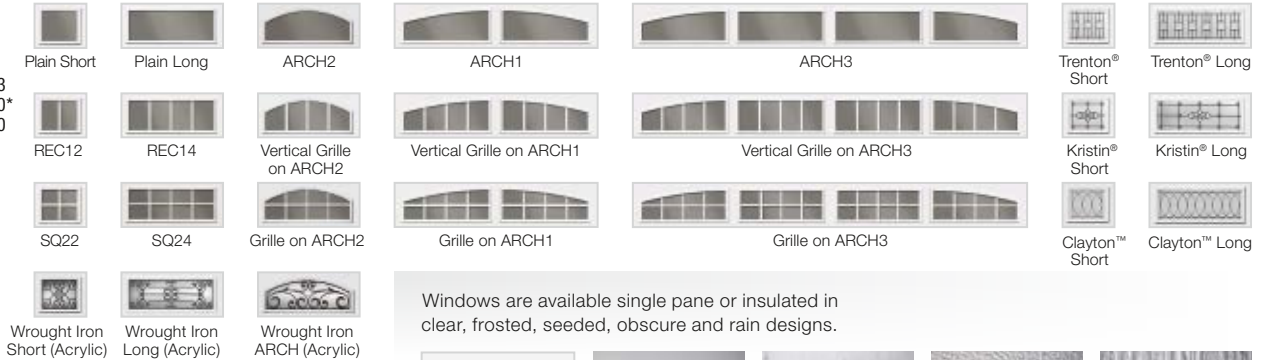 Plain Short
Plain Long
ARCH2
ARCH1
ARCH3
Trenton®
Short
Trenton® Long
3
0*
0
REC12
REC14
Vertical Grille
on ARCH2
Vertical Grille on ARCH1
Vertical Grille on ARCH3
Kristin®
Short
Kristin® Long
SQ22
SQ24
Grille on ARCH2
Grille on ARCH1
Grille on ARCH3
Clayton™
Short
Clayton™ Long
Wrought Iron
Short (Acrylic)
Wrought Iron
Long (Acrylic)
Wrought Iron
ARCH (Acrylic)
Windows are available single pane or insulated in
clear, frosted, seeded, obscure and rain designs.